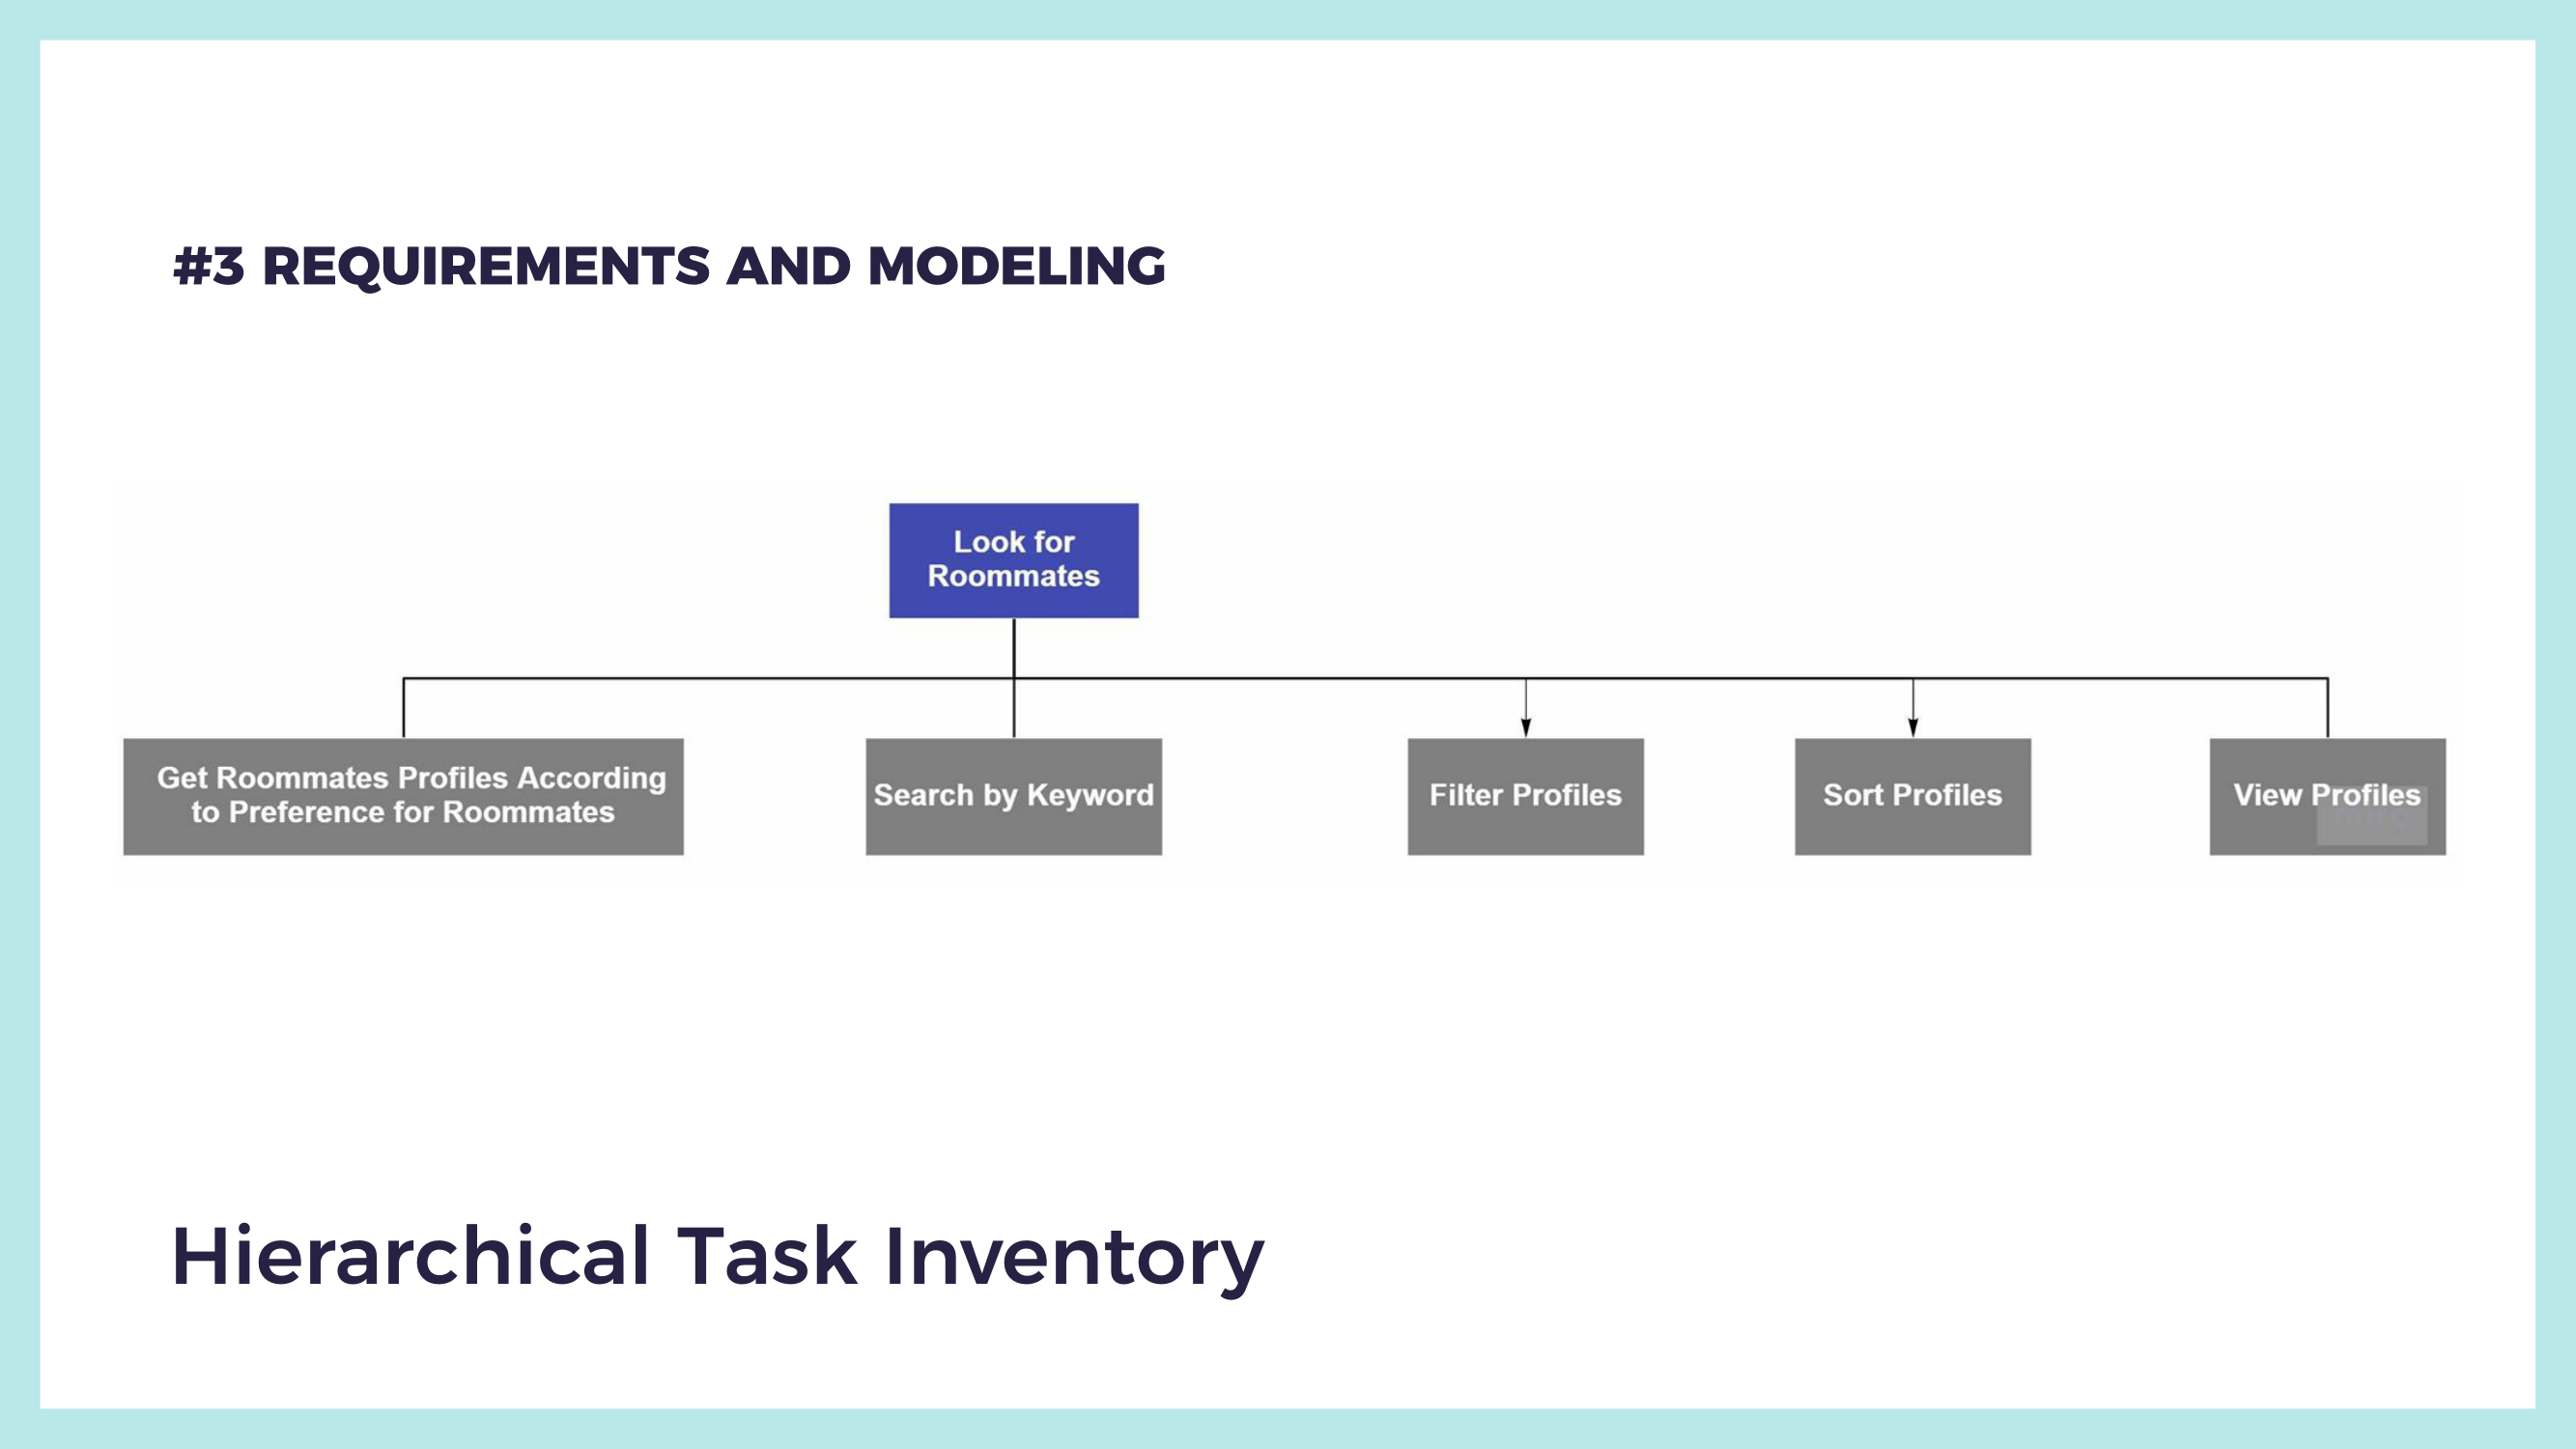 #3 REQUIREMENTS AND MODELING
Look for
Roommates
Get Roommates Profiles According
to Preference for Roommates
Search by Keyword
Filter Profiles
Sort Profiles
View Profiles
Hierarchical Task Inventory